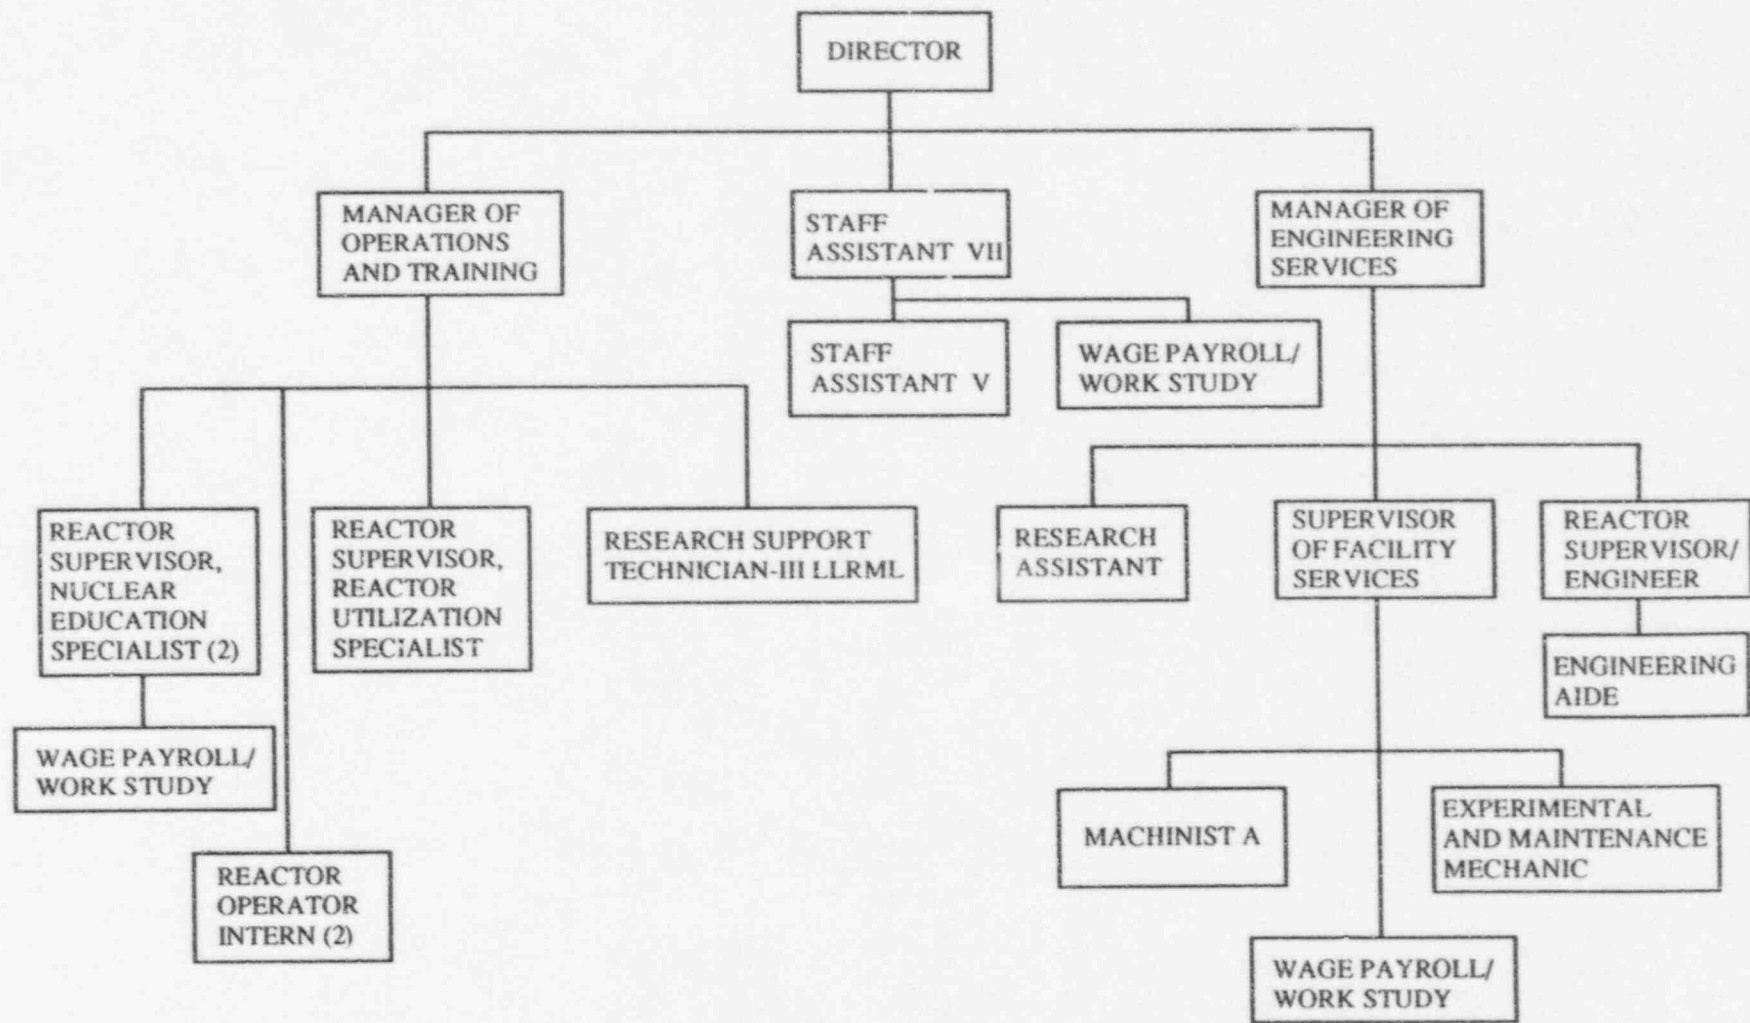 DIRECTOR
MANAGER OF
OPERATIONS
AND TRAINING
STAFF
ASSISTANT VII
MANAGER OF
ENGINEERING
SERVICES
STAFF
ASSISTANT V
WAGE PAYROLL/
WORK STUDY
REACTOR
SUPERVISOR,
NUCLEAR
EDUCATION
SPECIALIST (2)
REACTOR
SUPERVISOR,
REACTOR
UTILIZATION
SPECIALIST
RESEARCH SUPPORT
TECHNICIAN-III LLRML
RESEARCH
ASSISTANT
SUPERVISOR
OF FACILITY
SERVICES
REACTOR
SUPERVISOR/
ENGINEER
ENGINEERING
AIDE
WAGE PAYROLL/
WORK STUDY
REACTOR
OPERATOR
INTERN (2)
MACHINIST A
EXPERIMENTAL
AND MAINTENANCE
MECHANIC
WAGE PAYROLL/
WORK STUDY